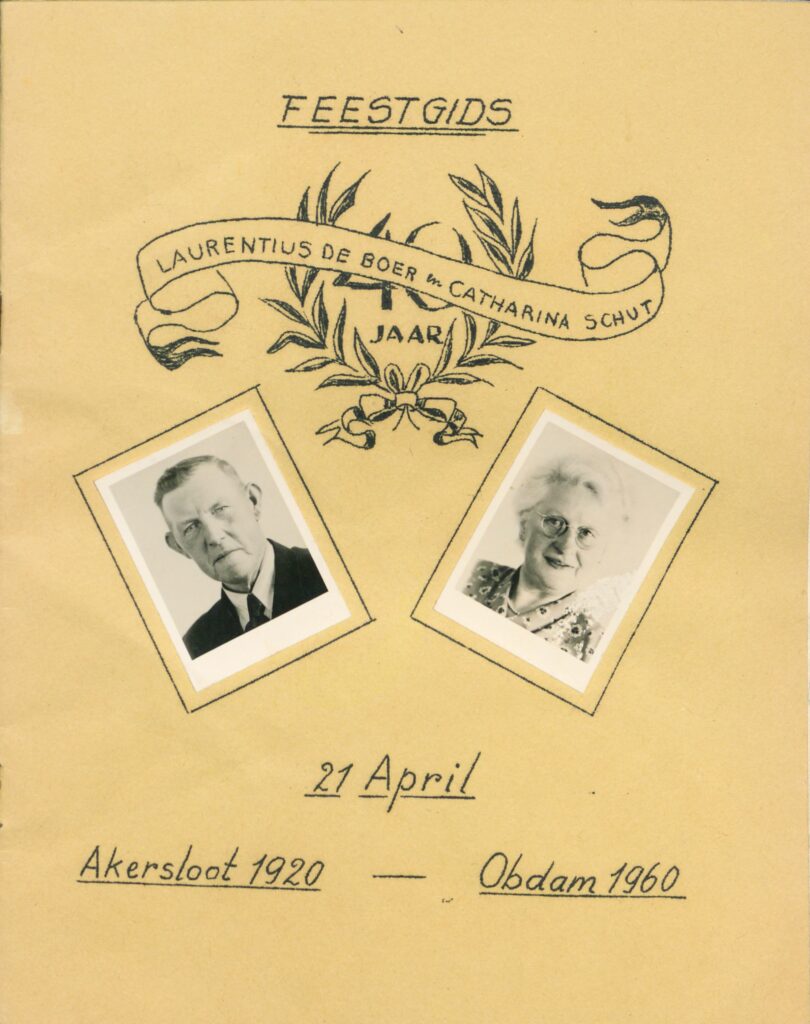 FEESTGIDS
40
LAURENTIUS DE BOER en CATHARINA SCHUT
JAAR
21 April
Akersloot 1920 — Obdam 1960